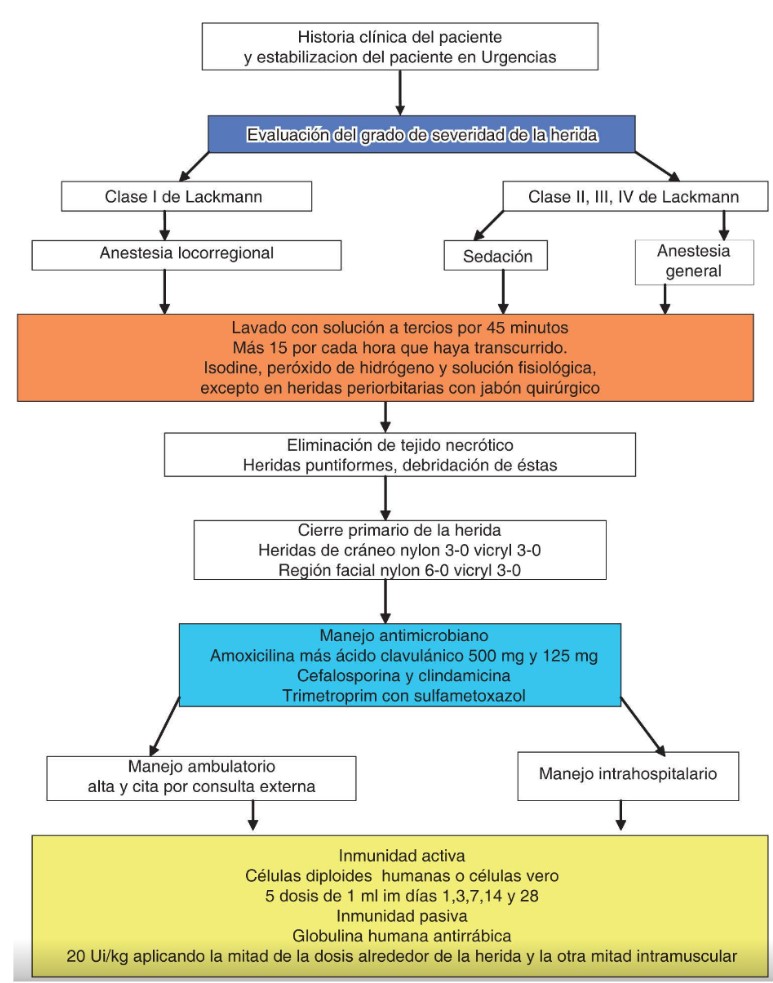 Historia clínica del paciente
y estabilizacion del paciente en Urgencias
Evaluación del grado de severidad de la herida
Clase I de Lackmann
Clase II, III, IV de Lackmann
Anestesia locorregional
Sedación
Anestesia
general
Lavado con solución a tercios por 45 minutos
Más 15 por cada hora que haya transcurrido.
Isodine, peróxido de hidrógeno y solución fisiológica,
excepto en heridas periorbitarias con jabón quirúrgico
Eliminación de tejido necrótico
Heridas puntiformes, debridación de éstas
Cierre primario de la herida
Heridas de cráneo nylon 3-0 vicryl 3-0
Región facial nylon 6-0 vicryl 3-0
Manejo antimicrobiano
Amoxicilina más ácido clavulánico 500 mg y 125 mg
Cefalosporina y clindamicina
Trimetroprim con sulfametoxazol
Manejo ambulatorio
alta y cita por consulta externa
Manejo intrahospitalario
Inmunidad activa
Células diploides humanas o células vero
5 dosis de 1 ml im días 1,3,7,14 y 28
Inmunidad pasiva
Globulina humana antirrábica
20 Ui/kg aplicando la mitad de la dosis alrededor de la herida y la otra mitad intramuscular